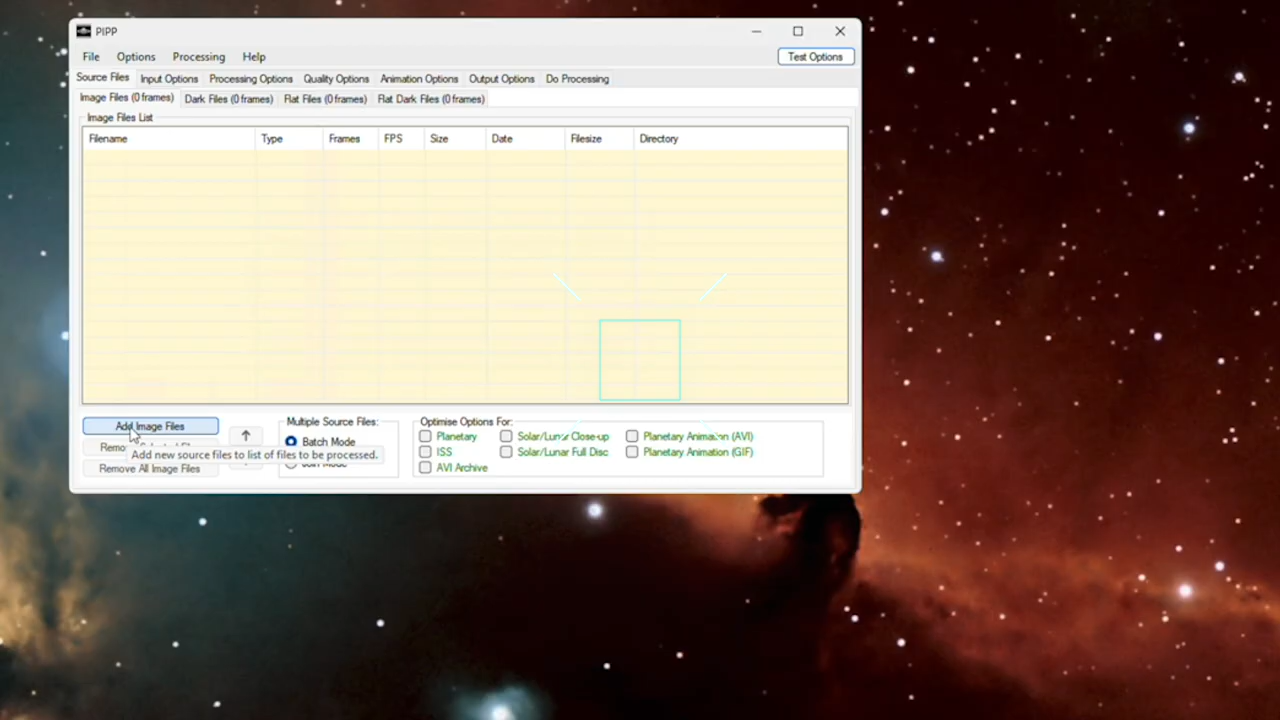 PIPP
File Options Processing Help Test Options
Source Files Input Options Processing Options Quality Options Animation Options Output Options Do Processing
Image Files (0 frames) Dark Files (0 frames) Flat Files (0 frames) Flat Dark Files (0 frames)
Image Files List
Filename Type Frames FPS Size Date Filesize Directory
Add Image Files
Remo
Add new source files to list of files to be processed.
Remove All Image Files
Multiple Source Files:
Batch Mode
Optimise Options For:
Planetary Solar/Lunar Close-up Planetary Animation (AVI)
ISS Solar/Lunar Full Disc Planetary Animation (GIF)
AVI Archive